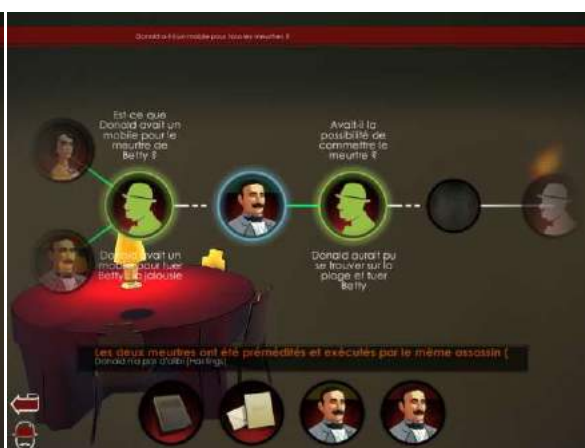 Donald a-t-il un mobile pour tous les meurtres ?
Est-ce que
Donald avait un
mobile pour le
meurtre de
Betty ?
Avait-il la
possibilité de
commettre le
meurtre ?
Donald avait un
mobile pour tuer
Betty : la jalousie
Donald aurait pu
se trouver sur la
plage et tuer
Betty
Les deux meurtres ont été prémédités et exécutés par le même assassin (
Donald n'a pas d'alibi (Hastings)